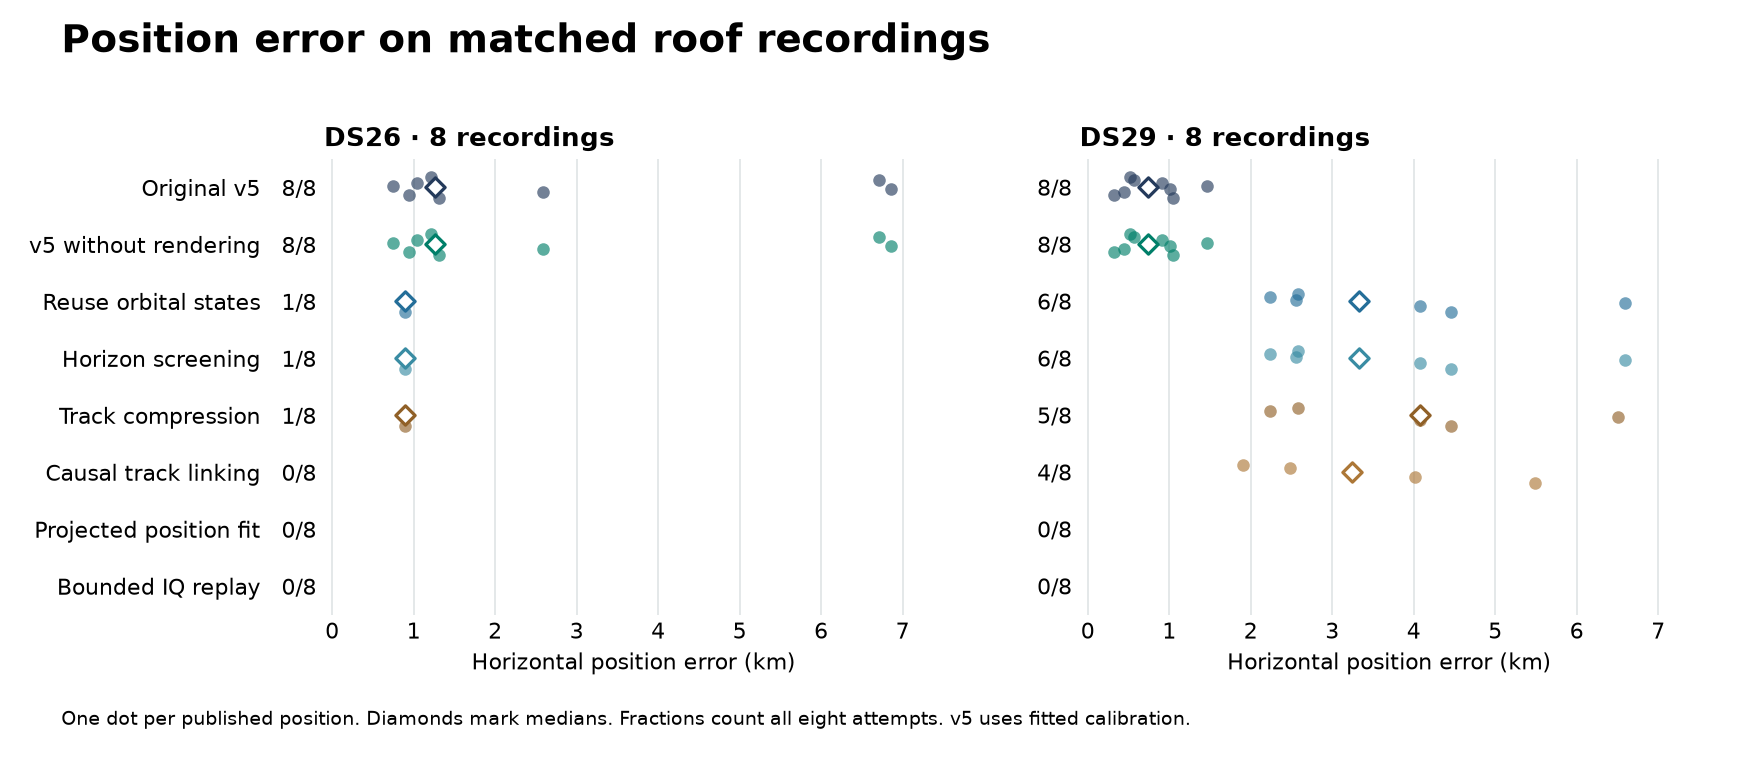 Position error on matched roof recordings
DS26 · 8 recordings
DS29 · 8 recordings
Original v5 8/8 8/8
v5 without rendering 8/8 8/8
Reuse orbital states 1/8 6/8
Horizon screening 1/8 6/8
Track compression 1/8 5/8
Causal track linking 0/8 4/8
Projected position fit 0/8 0/8
Bounded IQ replay 0/8 0/8
0 1 2 3 4 5 6 7
0 1 2 3 4 5 6 7
Horizontal position error (km)
Horizontal position error (km)
One dot per published position. Diamonds mark medians. Fractions count all eight attempts. v5 uses fitted calibration.